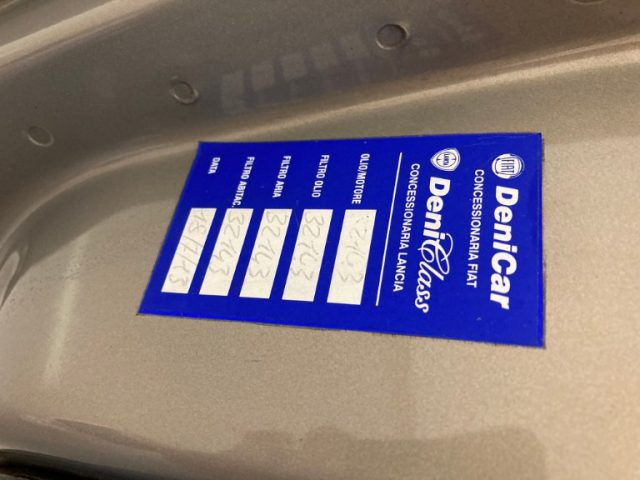 FIAT DeniCar
CONCESSIONARIA FIAT
LANCIA DeniClass
CONCESSIONARIA LANCIA
OLIO/MOTORE
FILTRO OLIO 32163
FILTRO ARIA 32163
FILTRO ABITAC. 32163
DATA